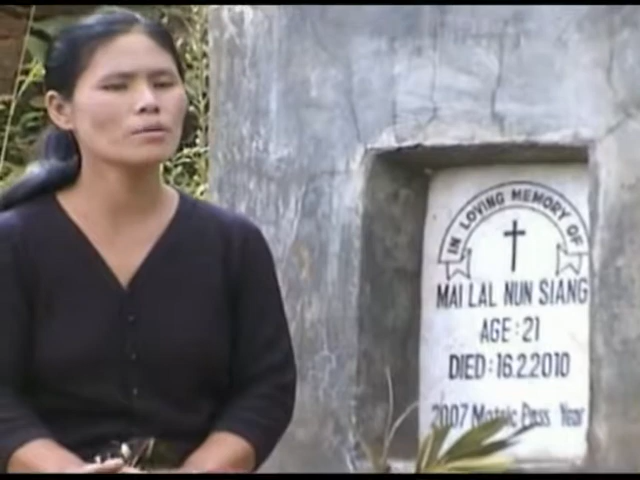 IN LOVING MEMORY OF
MAI LAL NUN SIANG
AGE : 21
DIED : 16.2.2010
2007 Matric Pass Year